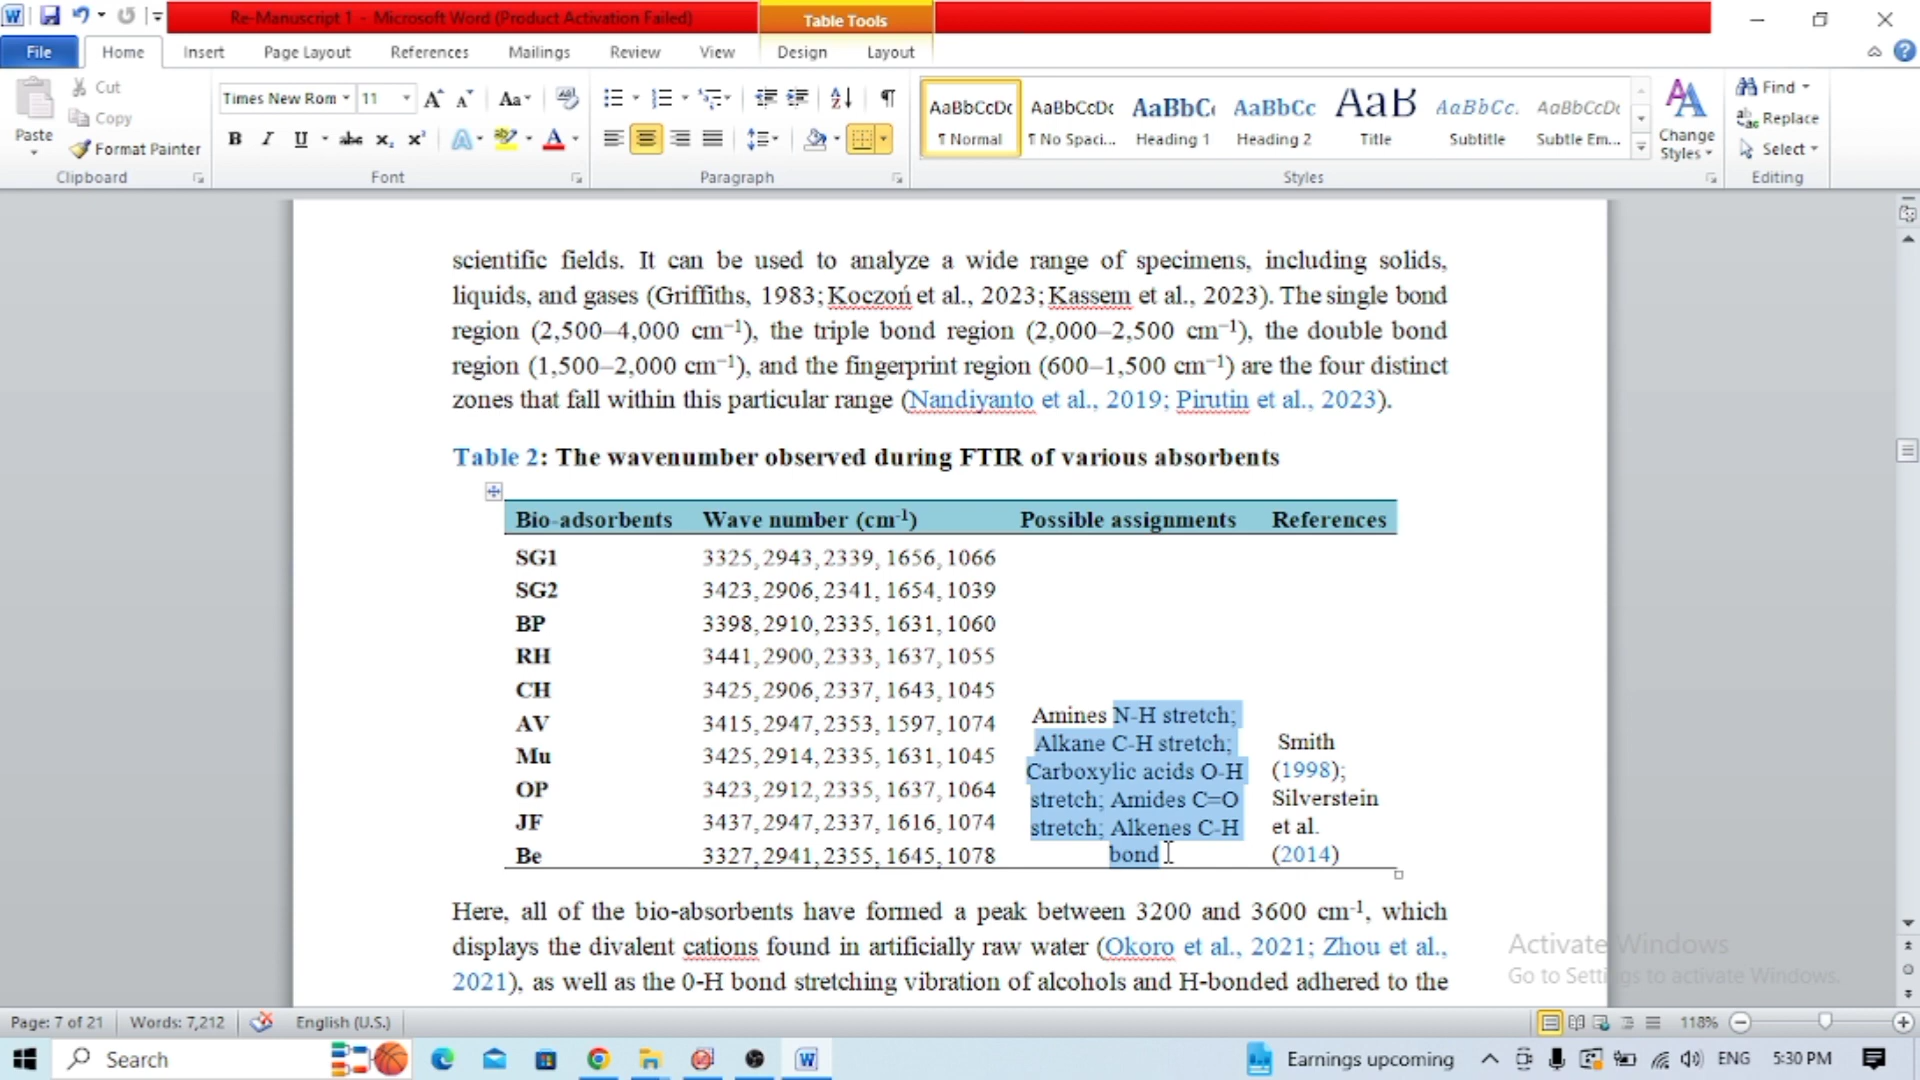 Re-Manuscript 1 - Microsoft Word (Product Activation Failed)
Table Tools
File Home Insert Page Layout References Mailings Review View Design Layout
Cut
Copy
Paste
Format Painter
Clipboard
Times New Rom 11
Font
Paragraph
AaBbCcDc AaBbCcDc AaBbC AaBbCc AaB AaBbCc. AaBbCcDc
¶ Normal ¶ No Spaci... Heading 1 Heading 2 Title Subtitle Subtle Em...
Styles
Change Styles
Find
Replace
Select
Editing
scientific fields. It can be used to analyze a wide range of specimens, including solids,
liquids, and gases (Griffiths, 1983; Koczoń et al., 2023; Kassem et al., 2023). The single bond
region (2,500–4,000 cm⁻¹), the triple bond region (2,000–2,500 cm⁻¹), the double bond
region (1,500–2,000 cm⁻¹), and the fingerprint region (600–1,500 cm⁻¹) are the four distinct
zones that fall within this particular range (Nandiyanto et al., 2019; Pirutin et al., 2023).
Table 2: The wavenumber observed during FTIR of various absorbents
Bio-adsorbents Wave number (cm⁻¹) Possible assignments References
SG1 3325, 2943, 2339, 1656, 1066
SG2 3423, 2906, 2341, 1654, 1039
BP 3398, 2910, 2335, 1631, 1060
RH 3441, 2900, 2333, 1637, 1055
CH 3425, 2906, 2337, 1643, 1045
AV 3415, 2947, 2353, 1597, 1074
Mu 3425, 2914, 2335, 1631, 1045
OP 3423, 2912, 2335, 1637, 1064
JF 3437, 2947, 2337, 1616, 1074
Be 3327, 2941, 2355, 1645, 1078
Amines N-H stretch;
Alkane C-H stretch;
Carboxylic acids O-H
stretch; Amides C=O
stretch; Alkenes C-H
bond
Smith
(1998);
Silverstein
et al.
(2014)
Here, all of the bio-absorbents have formed a peak between 3200 and 3600 cm⁻¹, which
displays the divalent cations found in artificially raw water (Okoro et al., 2021; Zhou et al.,
2021), as well as the 0-H bond stretching vibration of alcohols and H-bonded adhered to the
Activate Windows
Go to Settings to activate Windows.
Page: 7 of 21 Words: 7,212 English (U.S.) 118%
Search Earnings upcoming ENG 5:30 PM